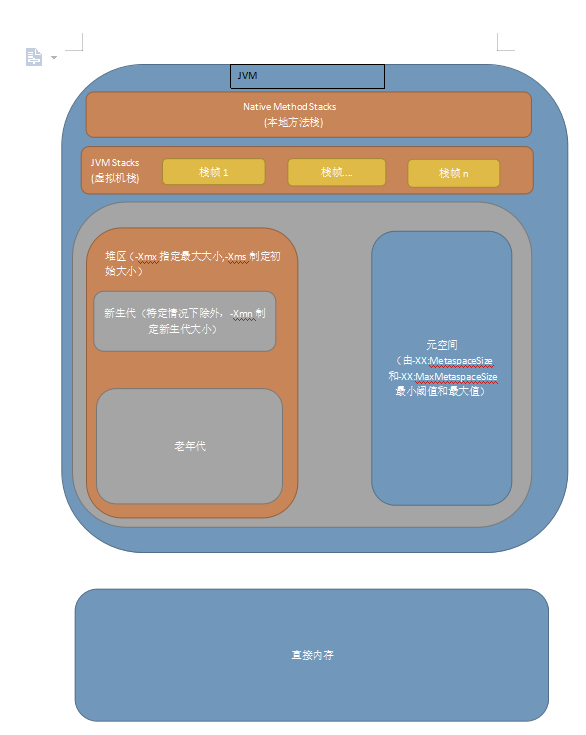 JVM
Native Method Stacks
(本地方法栈)
JVM Stacks
(虚拟机栈)
栈帧 1
栈帧...
栈帧 n
堆区（-Xmx 指定最大大小,-Xms 制定初
始大小）
新生代（特定情况下除外，-Xmn 制
定新生代大小）
老年代
元空间
（由-XX:MetaspaceSize
和-XX:MaxMetaspaceSize
最小阈值和最大值）
直接内存